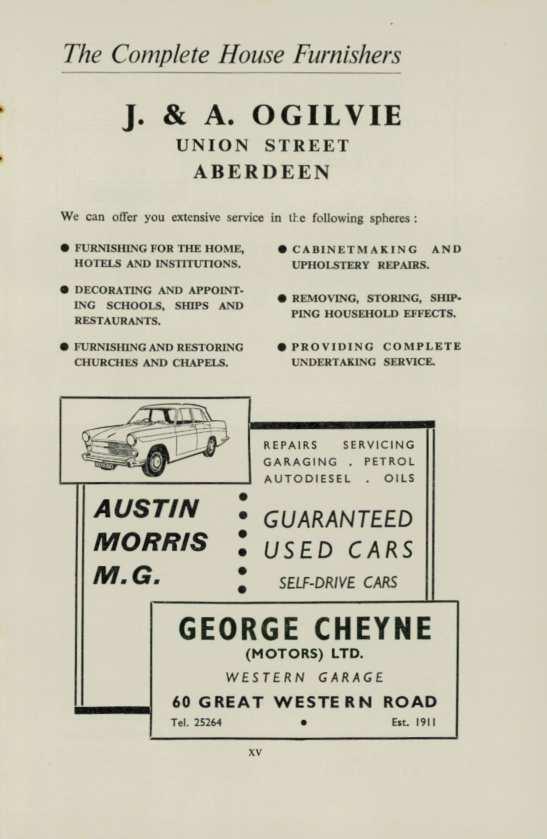 The Complete House Furnishers
J. & A. OGILVIE
UNION STREET
ABERDEEN
We can offer you extensive service in the following spheres :
● FURNISHING FOR THE HOME,
HOTELS AND INSTITUTIONS.
● DECORATING AND APPOINT-
ING SCHOOLS, SHIPS AND
RESTAURANTS.
● FURNISHING AND RESTORING
CHURCHES AND CHAPELS.
● CABINETMAKING AND
UPHOLSTERY REPAIRS.
● REMOVING, STORING, SHIP-
PING HOUSEHOLD EFFECTS.
● PROVIDING COMPLETE
UNDERTAKING SERVICE.
REPAIRS SERVICING
GARAGING . PETROL
AUTODIESEL . OILS
AUSTIN
MORRIS
M.G.
GUARANTEED
USED CARS
SELF-DRIVE CARS
GEORGE CHEYNE
(MOTORS) LTD.
WESTERN GARAGE
60 GREAT WESTERN ROAD
Tel. 25264 ● Est. 1911
XV